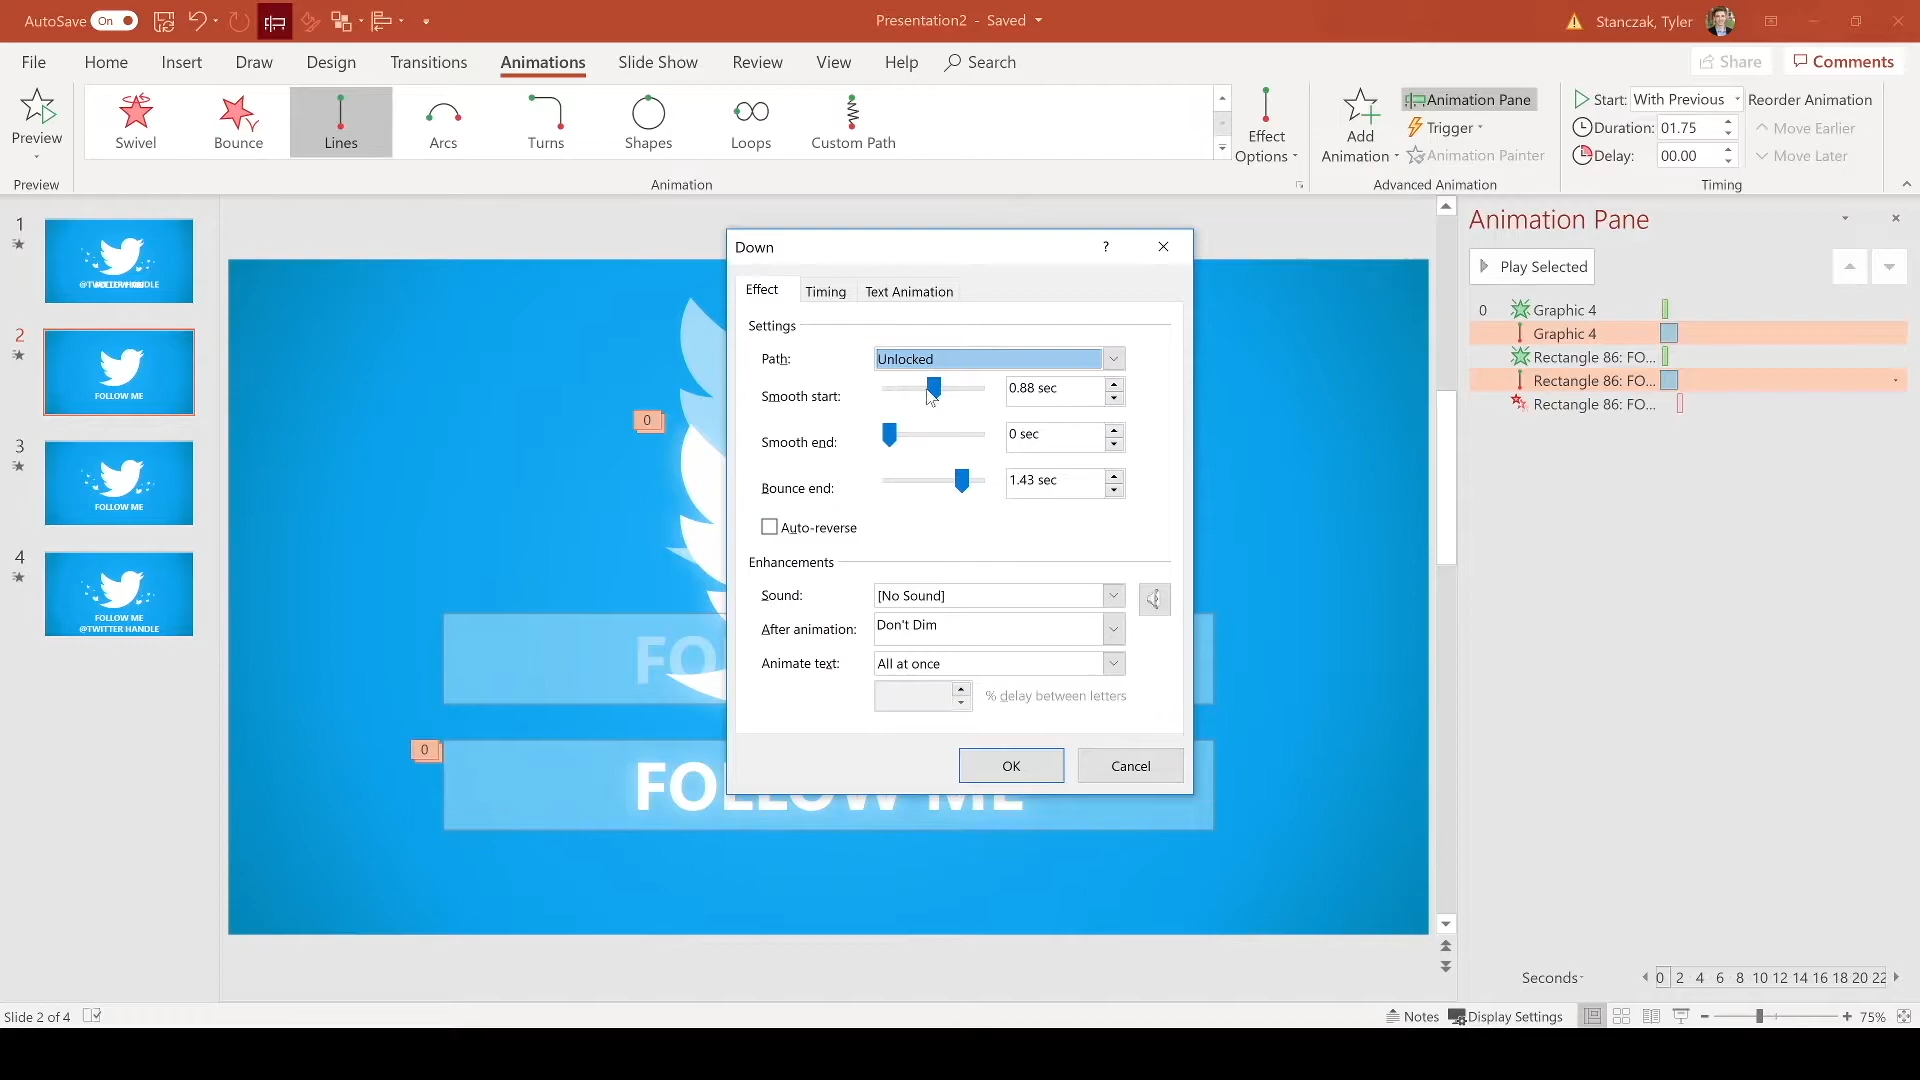 AutoSave On
Presentation2 - Saved
Stanczak, Tyler
File Home Insert Draw Design Transitions Animations Slide Show Review View Help Search
Share Comments
Preview
Swivel Bounce Lines Arcs Turns Shapes Loops Custom Path
Effect Options
Add Animation
Animation Pane
Trigger
Animation Painter
Start: With Previous
Duration: 01.75
Delay: 00.00
Reorder Animation
Move Earlier
Move Later
Preview Animation Advanced Animation Timing
1
@TWITTER HANDLE
2
FOLLOW ME
3
FOLLOW ME
4
FOLLOW ME
@TWITTER HANDLE
0
FO
0
FOLLOW ME
Down ?
Effect Timing Text Animation
Settings
Path: Unlocked
Smooth start: 0.88 sec
Smooth end: 0 sec
Bounce end: 1.43 sec
Auto-reverse
Enhancements
Sound: [No Sound]
After animation: Don't Dim
Animate text: All at once
% delay between letters
OK Cancel
Animation Pane
Play Selected
0 Graphic 4
Graphic 4
Rectangle 86: FO...
Rectangle 86: FO...
Rectangle 86: FO...
Seconds 0 2 4 6 8 10 12 14 16 18 20 22
Slide 2 of 4
Notes Display Settings 75%